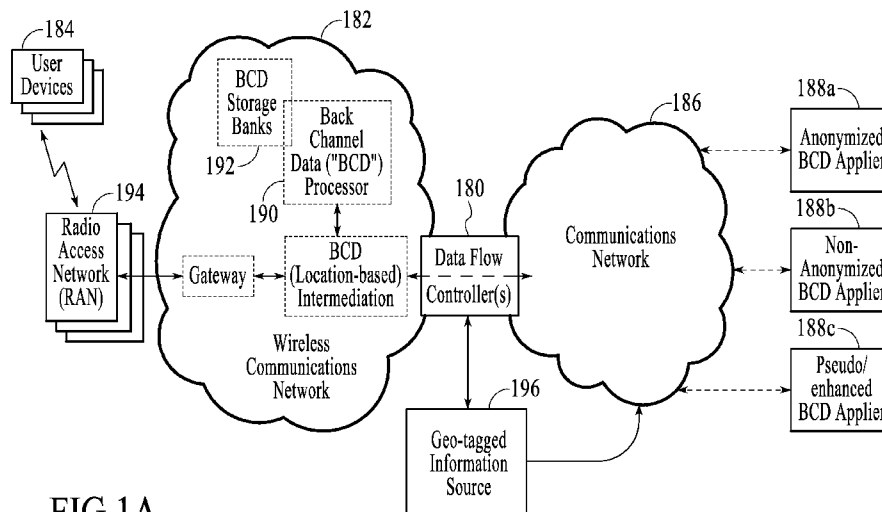 184
User
Devices
194
Radio
Access
Network
(RAN)
182
BCD
Storage
Banks
192
Back
Channel
Data ("BCD")
Processor
190
Gateway
BCD
(Location-based)
Intermediation
Wireless
Communications
Network
180
Data Flow
Controller(s)
186
Communications
Network
196
Geo-tagged
Information
Source
188a
Anonymized
BCD Applier
188b
Non-
Anonymized
BCD Applier
188c
Pseudo/
enhanced
BCD Applier
FIG.1A